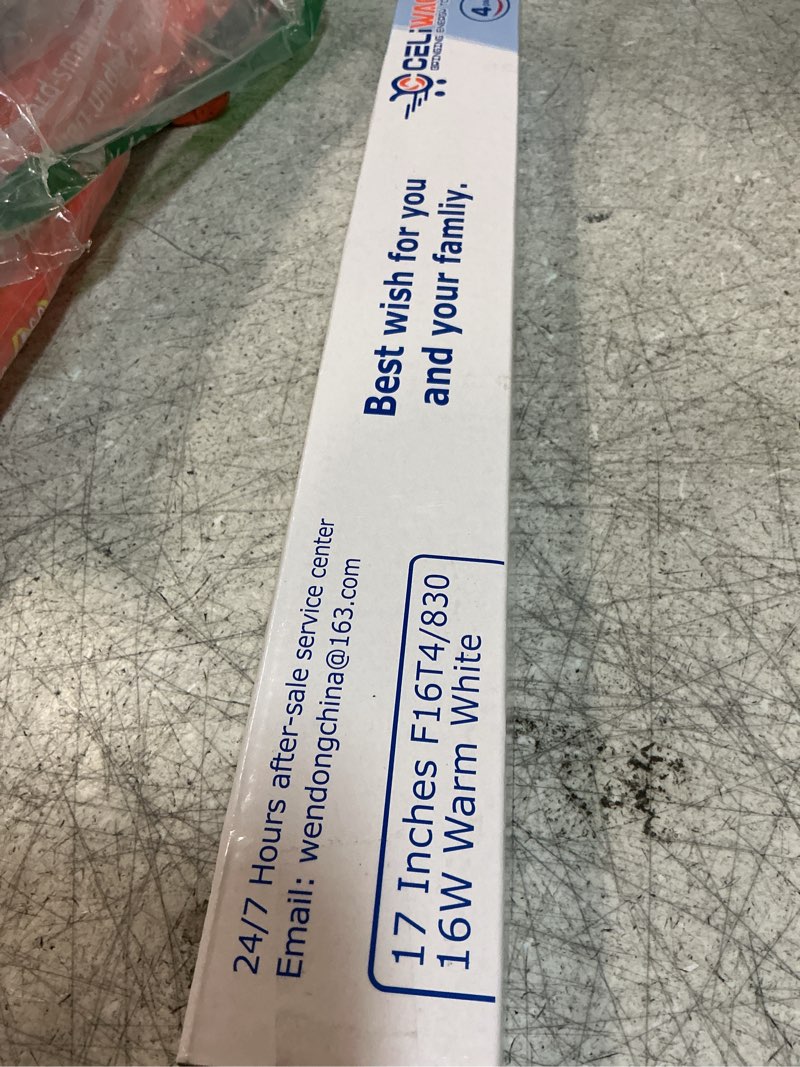 Best wish for you
and your famliy.
24/7 Hours after-sale service center
Email: wendongchina@163.com
17 Inches F16T4/830
16W Warm White
4